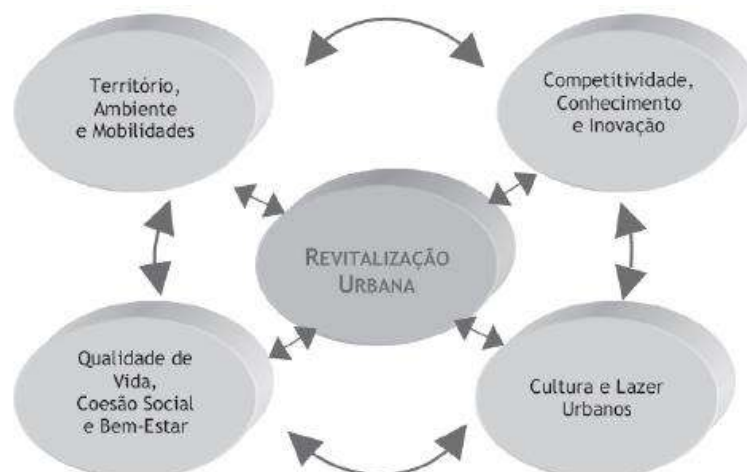 Território,
Ambiente
e Mobilidades
Competitividade,
Conhecimento
e Inovação
REVITALIZAÇÃO
URBANA
Qualidade de
Vida,
Coesão Social
e Bem-Estar
Cultura e Lazer
Urbanos